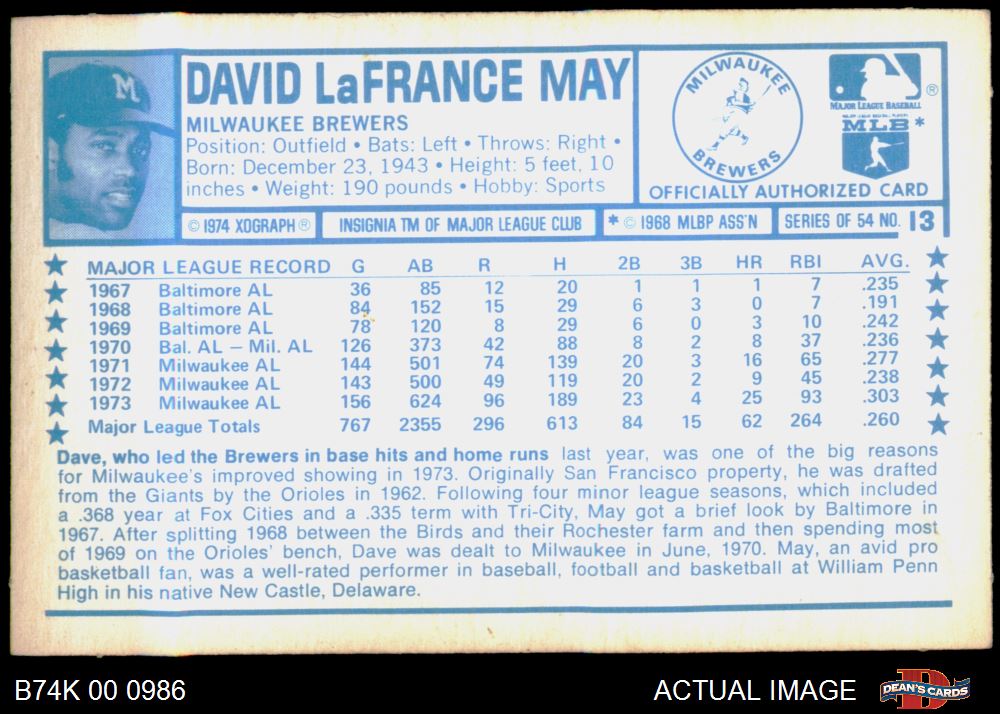 M
DAVID LaFRANCE MAY
MILWAUKEE BREWERS
Position: Outfield • Bats: Left • Throws: Right •
Born: December 23, 1943 • Height: 5 feet, 10
inches • Weight: 190 pounds • Hobby: Sports
MILWAUKEE
BREWERS
®
MAJOR LEAGUE BASEBALL
MLB *
OFFICIALLY AUTHORIZED CARD
© 1974 XOGRAPH ® INSIGNIA TM OF MAJOR LEAGUE CLUB * © 1968 MLBP ASS'N SERIES OF 54 NO. 13
MAJOR LEAGUE RECORD G AB R H 2B 3B HR RBI AVG.
1967 Baltimore AL 36 85 12 20 1 1 1 7 .235
1968 Baltimore AL 84 152 15 29 6 3 0 7 .191
1969 Baltimore AL 78 120 8 29 6 0 3 10 .242
1970 Bal. AL – Mil. AL 126 373 42 88 8 2 8 37 .236
1971 Milwaukee AL 144 501 74 139 20 3 16 65 .277
1972 Milwaukee AL 143 500 49 119 20 2 9 45 .238
1973 Milwaukee AL 156 624 96 189 23 4 25 93 .303
Major League Totals 767 2355 296 613 84 15 62 264 .260
Dave, who led the Brewers in base hits and home runs last year, was one of the big reasons
for Milwaukee's improved showing in 1973. Originally San Francisco property, he was drafted
from the Giants by the Orioles in 1962. Following four minor league seasons, which included
a .368 year at Fox Cities and a .335 term with Tri-City, May got a brief look by Baltimore in
1967. After splitting 1968 between the Birds and their Rochester farm and then spending most
of 1969 on the Orioles' bench, Dave was dealt to Milwaukee in June, 1970. May, an avid pro
basketball fan, was a well-rated performer in baseball, football and basketball at William Penn
High in his native New Castle, Delaware.
B74K 00 0986
ACTUAL IMAGE
DEAN'S CARDS